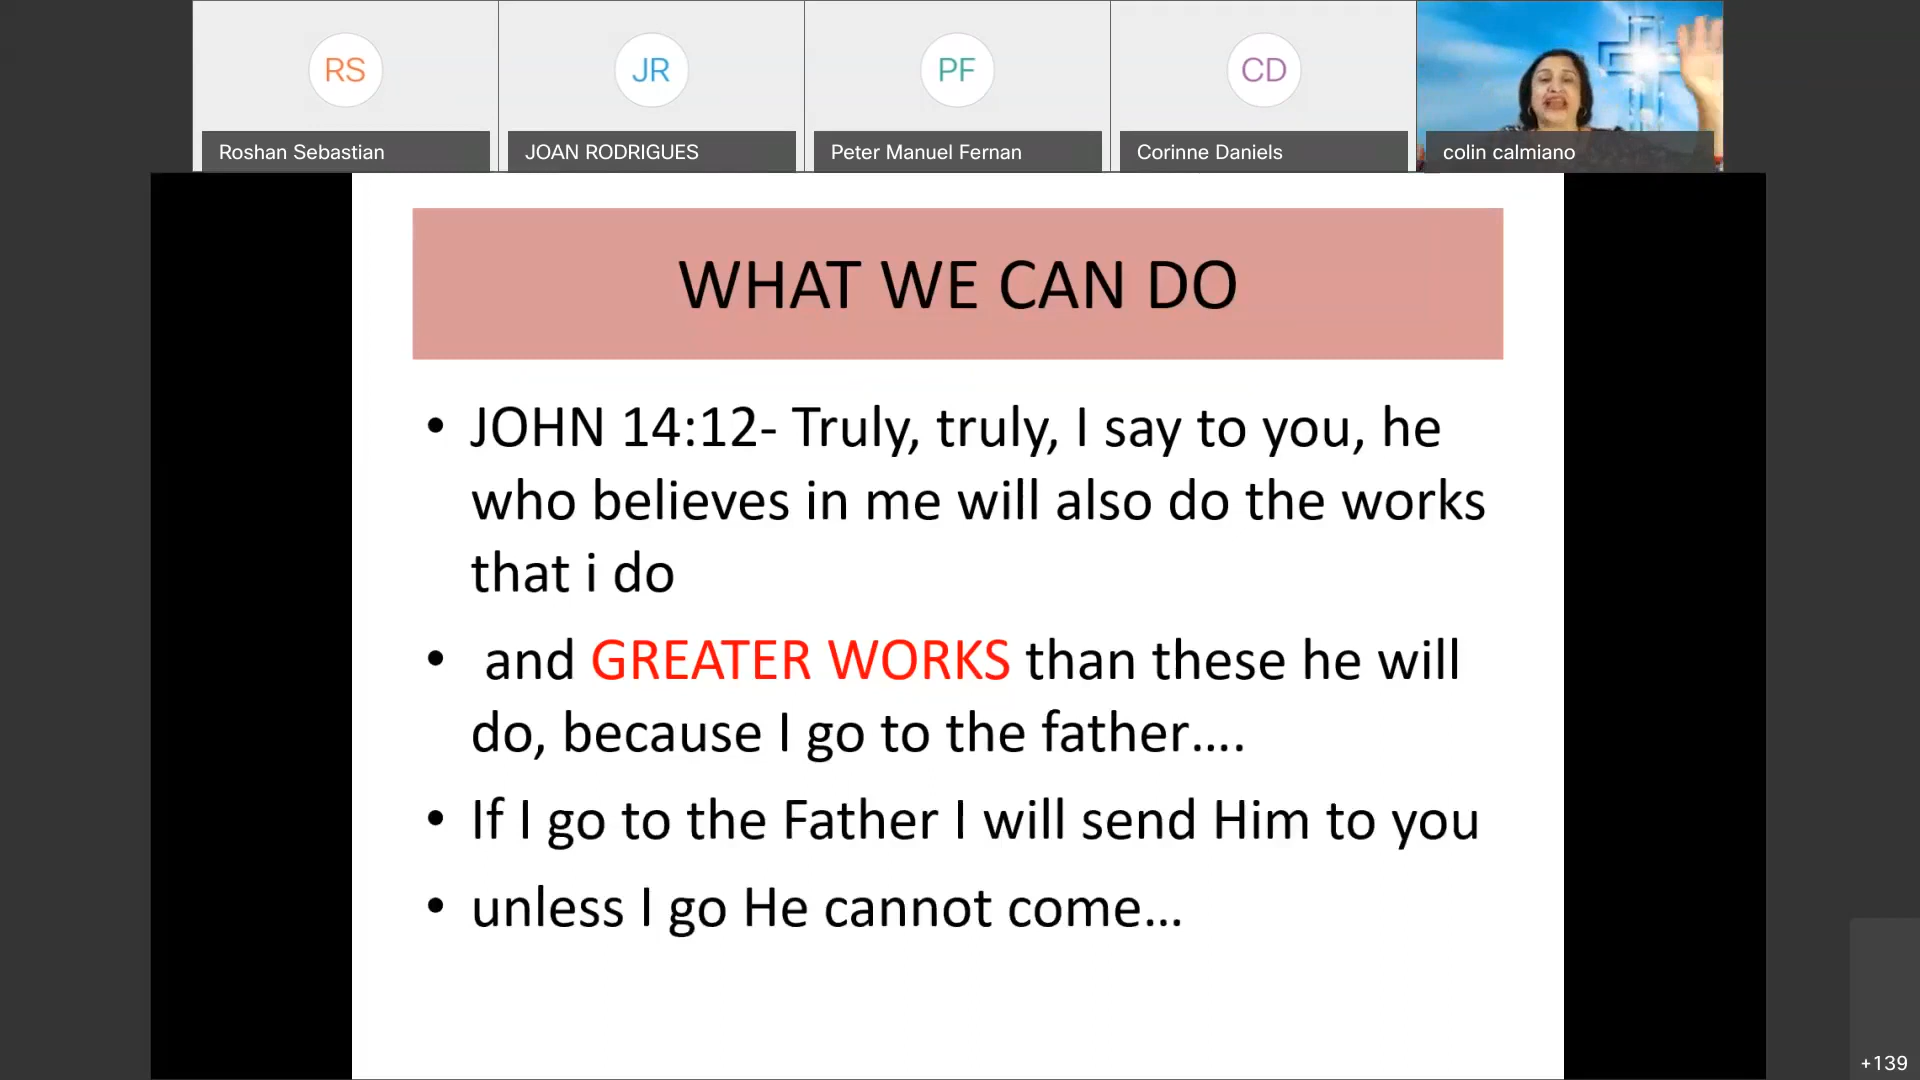 RS
JR
PF
CD
Roshan Sebastian
JOAN RODRIGUES
Peter Manuel Fernan
Corinne Daniels
colin calmiano
WHAT WE CAN DO
• JOHN 14:12- Truly, truly, I say to you, he
who believes in me will also do the works
that i do
• and GREATER WORKS than these he will
do, because I go to the father….
• If I go to the Father I will send Him to you
• unless I go He cannot come…
+139